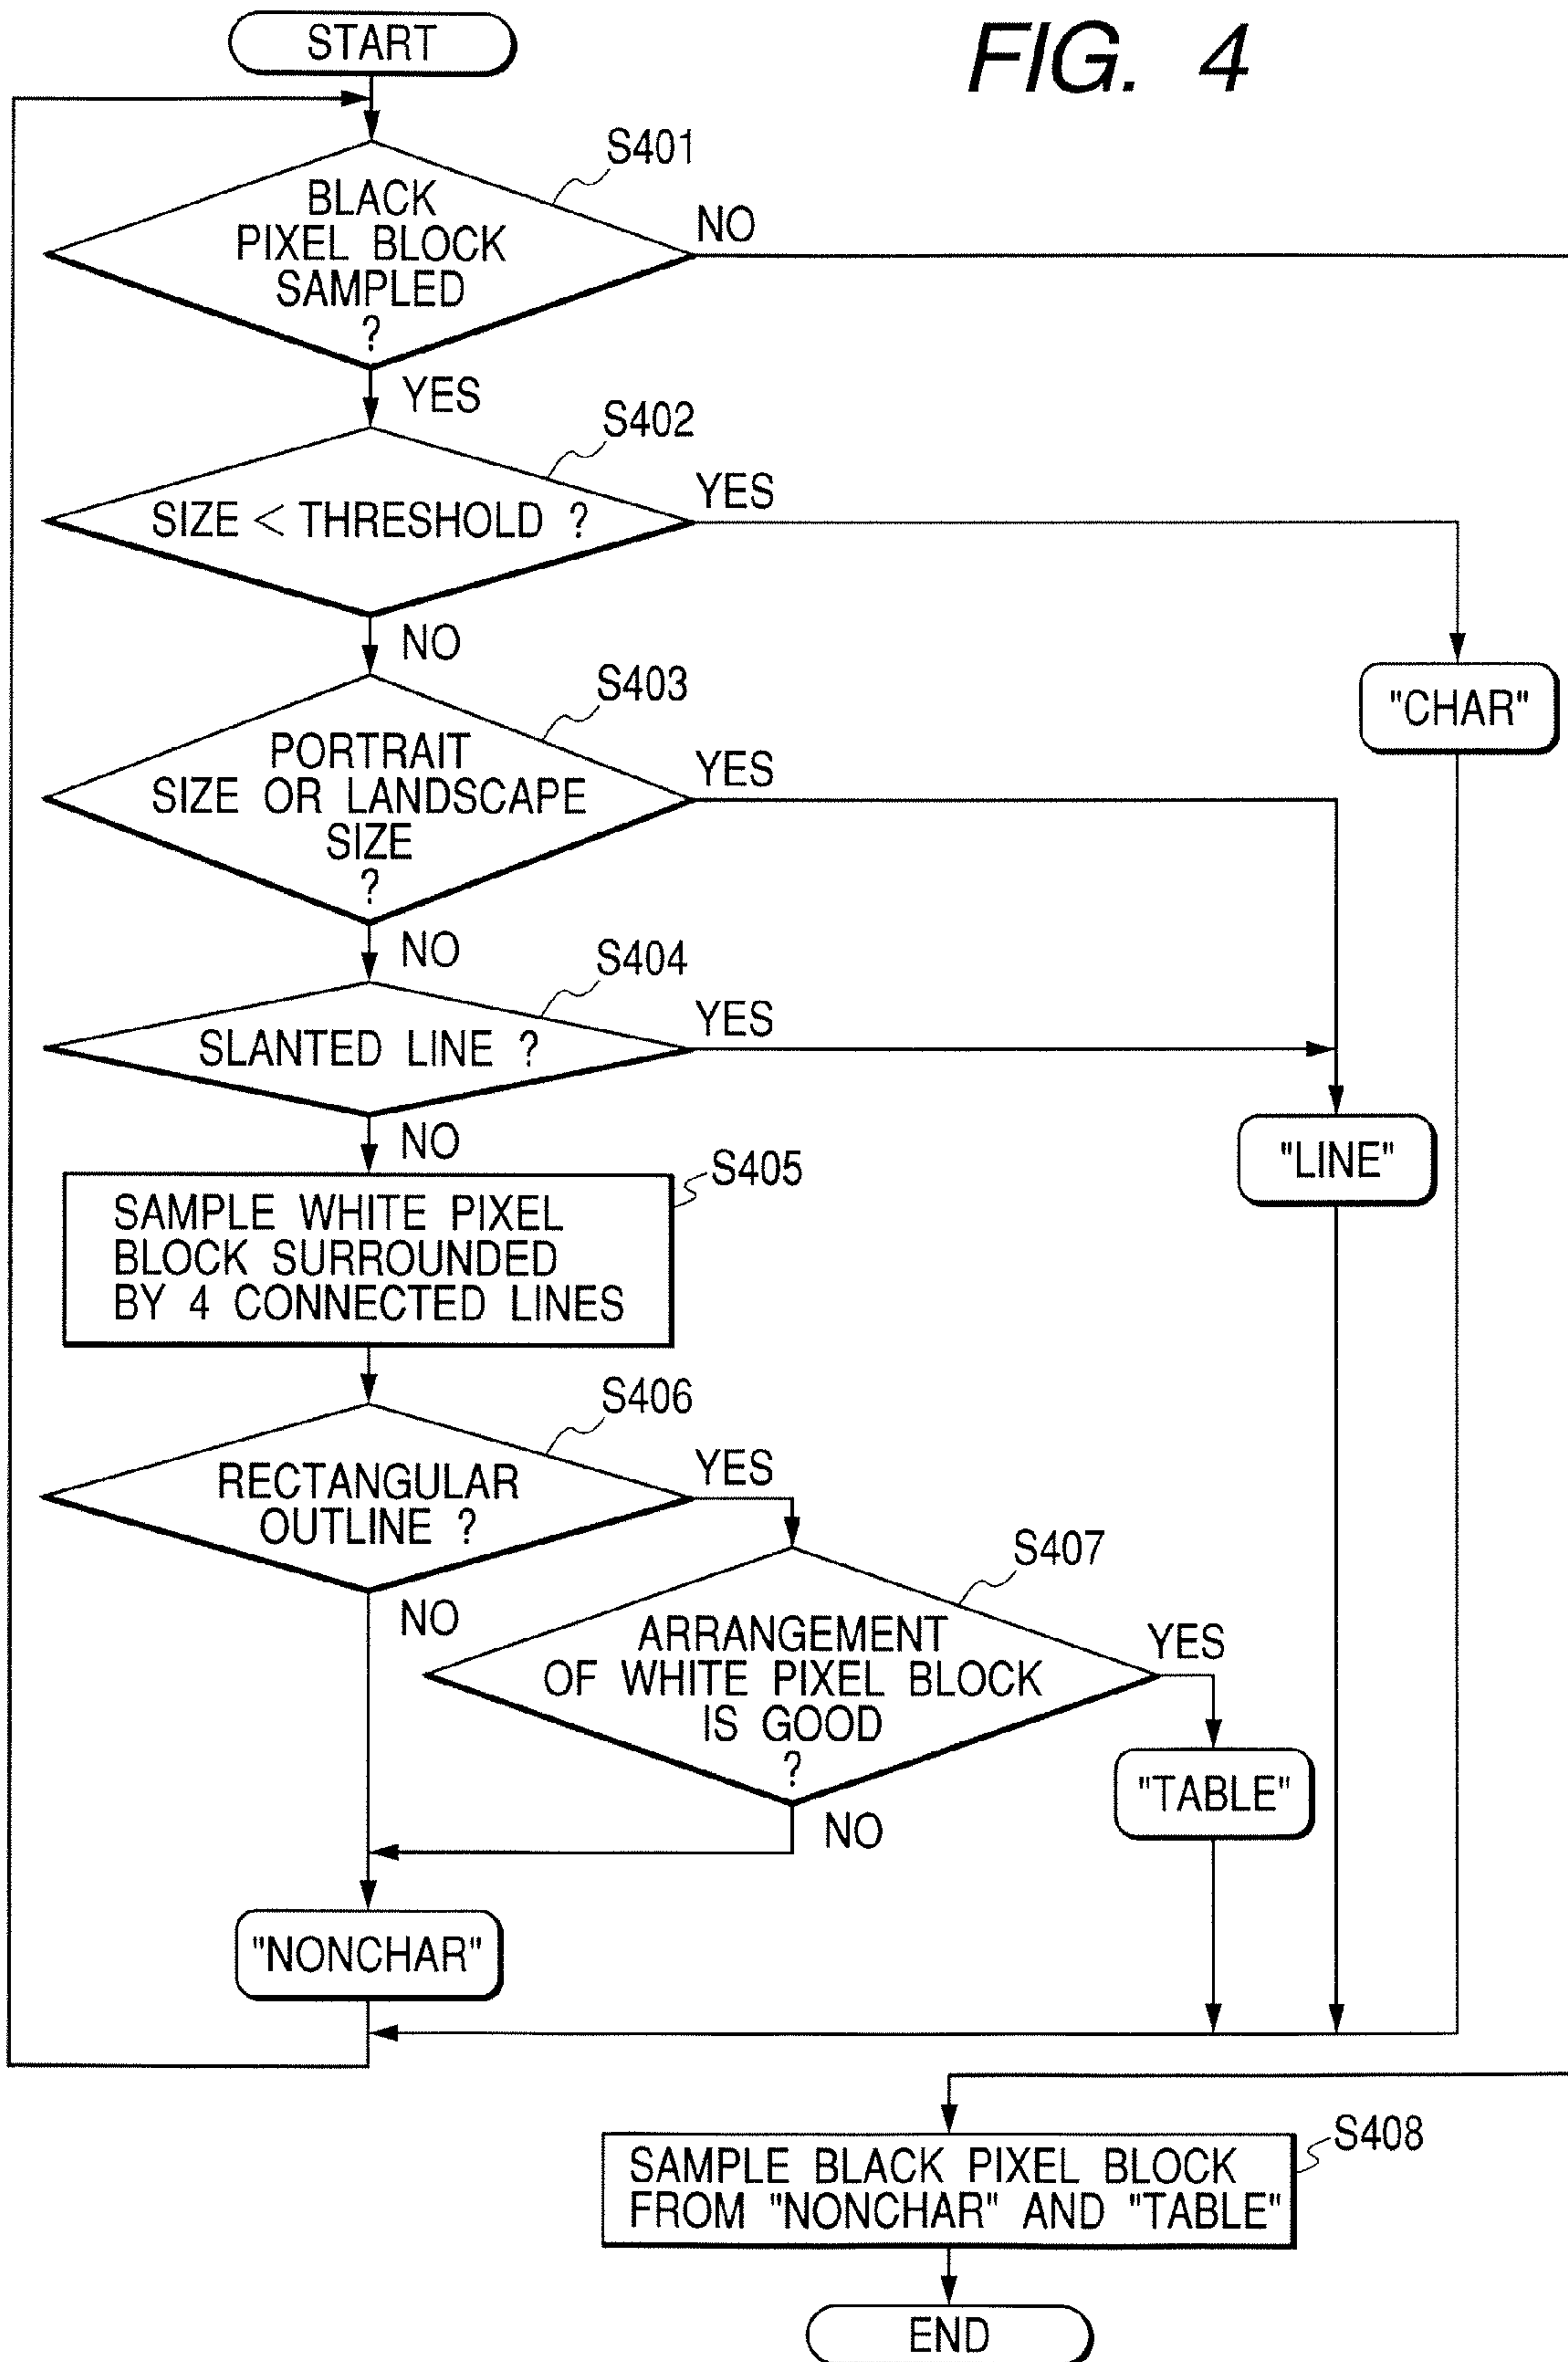 FIG. 4
START
S401
BLACK
PIXEL BLOCK
SAMPLED
?
NO
YES
S402
SIZE < THRESHOLD ?
YES
NO
"CHAR"
S403
PORTRAIT
SIZE OR LANDSCAPE
SIZE
?
YES
NO
S404
SLANTED LINE ?
YES
NO
"LINE"
S405
SAMPLE WHITE PIXEL
BLOCK SURROUNDED
BY 4 CONNECTED LINES
S406
RECTANGULAR
OUTLINE ?
YES
NO
S407
ARRANGEMENT
OF WHITE PIXEL BLOCK
IS GOOD
?
YES
NO
"TABLE"
"NONCHAR"
S408
SAMPLE BLACK PIXEL BLOCK
FROM "NONCHAR" AND "TABLE"
END